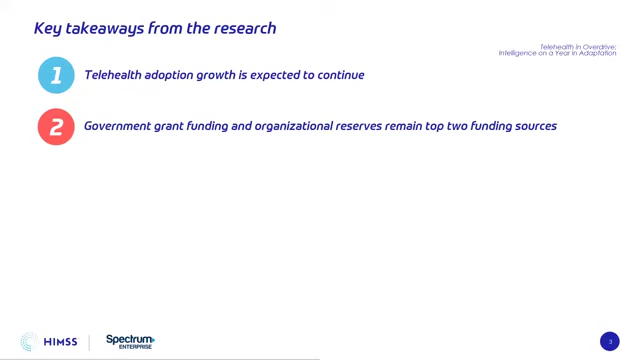 Key takeaways from the research
Telehealth in Overdrive:
Intelligence on a Year in Adaptation
1 Telehealth adoption growth is expected to continue
2 Government grant funding and organizational reserves remain top two funding sources
HIMSS
Spectrum
ENTERPRISE
3